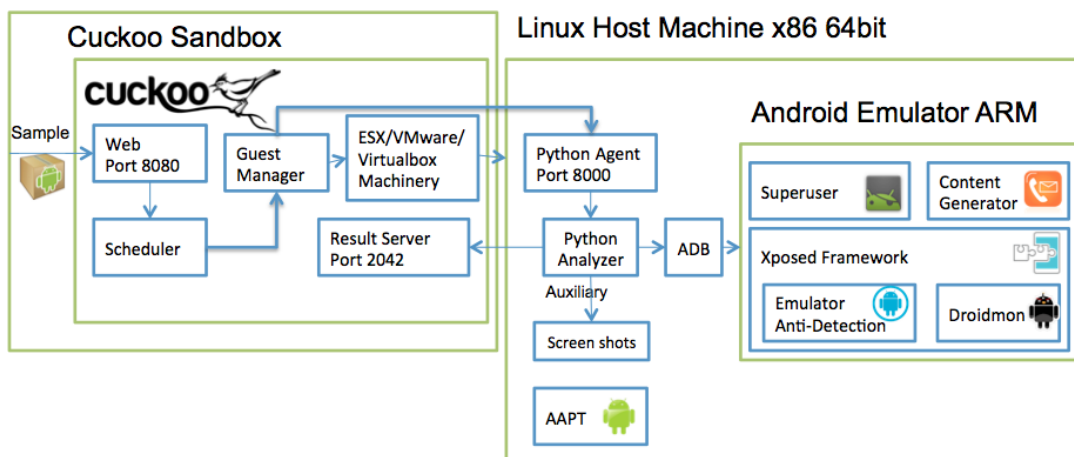 Cuckoo Sandbox
cuckoo
Sample
Web
Port 8080
Scheduler
Guest
Manager
ESX/VMware/
Virtualbox
Machinery
Result Server
Port 2042
Linux Host Machine x86 64bit
Python Agent
Port 8000
Python
Analyzer
Auxiliary
Screen shots
AAPT
ADB
Android Emulator ARM
Superuser
Content
Generator
Xposed Framework
Emulator
Anti-Detection
Droidmon